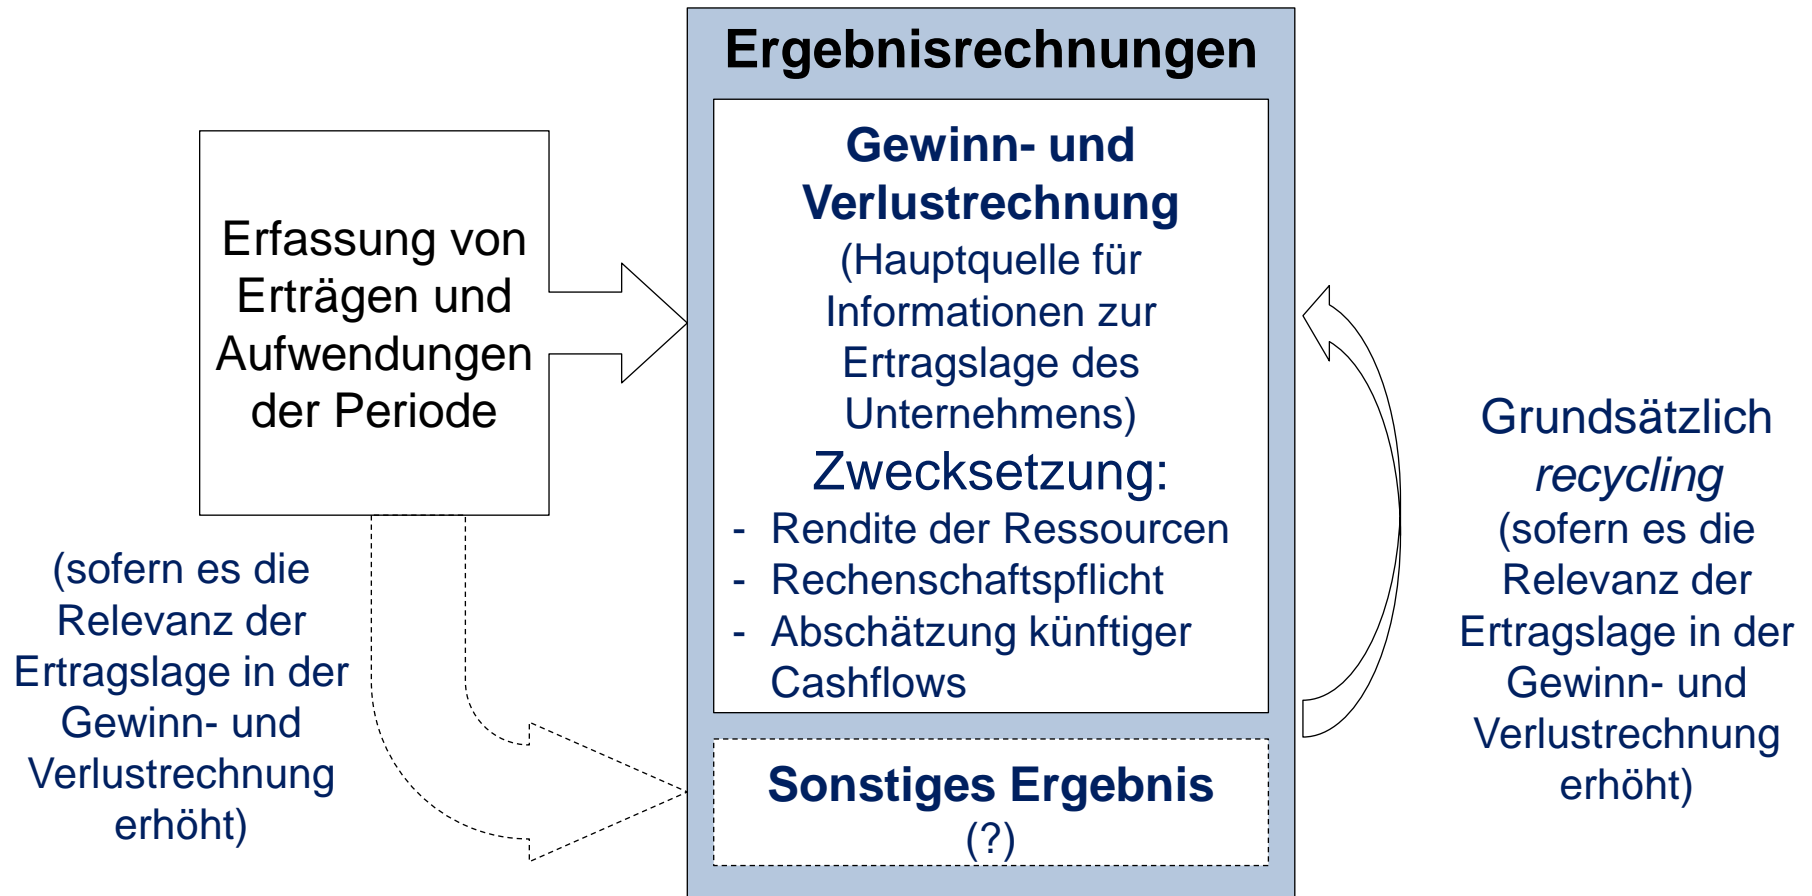 Ergebnisrechnungen
Erfassung von
Erträgen und
Aufwendungen
der Periode
(sofern es die
Relevanz der
Ertragslage in der
Gewinn- und
Verlustrechnung
erhöht)
Gewinn- und
Verlustrechnung
(Hauptquelle für
Informationen zur
Ertragslage des
Unternehmens)
Zwecksetzung:
- Rendite der Ressourcen
- Rechenschaftspflicht
- Abschätzung künftiger
Cashflows
Sonstiges Ergebnis
(?)
Grundsätzlich
recycling
(sofern es die
Relevanz der
Ertragslage in der
Gewinn- und
Verlustrechnung
erhöht)